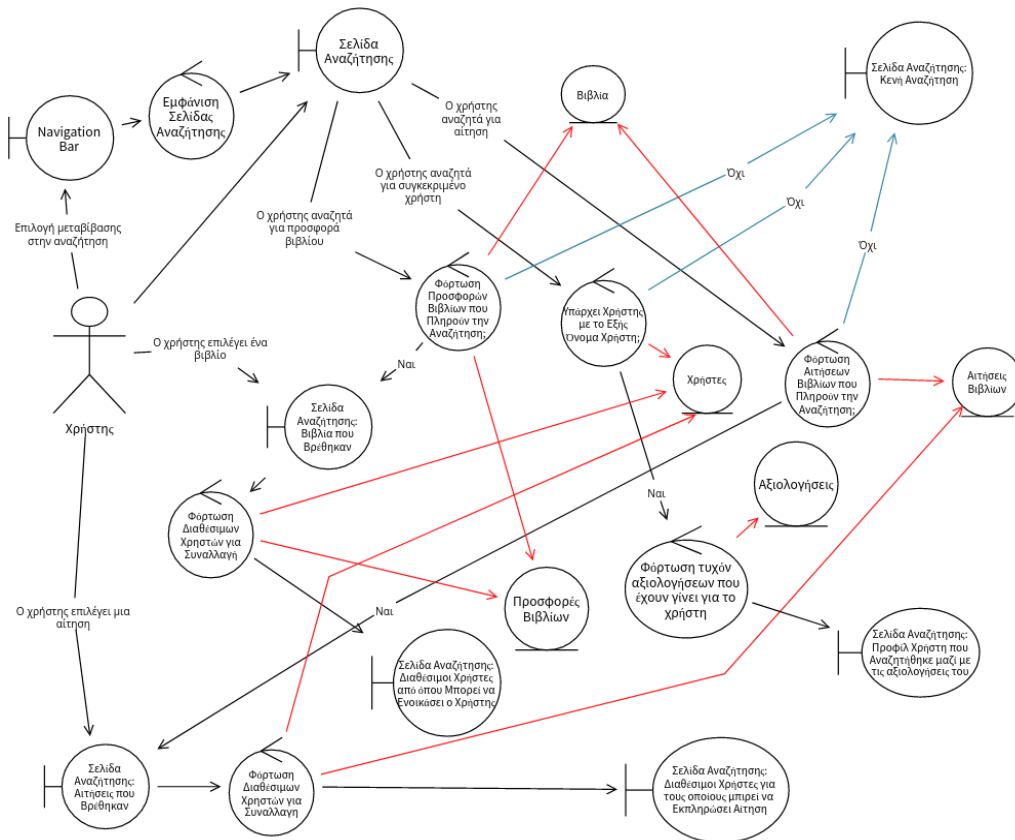 Σελίδα
Αναζήτησης
Σελίδα Αναζήτησης:
Κενή Αναζήτηση
Βιβλία
Εμφάνιση
Σελίδας
Αναζήτησης
Navigation
Bar
Ο χρήστης
αναζητά για
αίτηση
Ο χρήστης αναζητά
για συγκεκριμένο
χρήστη
Όχι
Όχι
Όχι
Ο χρήστης αναζητά
για προσφορά
βιβλίου
Επιλογή μεταβίβασης
στην αναζήτηση
Φόρτωση
Προσφορών
Βιβλίων που
Πληρούν την
Αναζήτηση;
Υπάρχει Χρήστης
με το Εξής
Όνομα Χρήστη;
Φόρτωση
Αιτήσεων
Βιβλίων που
Πληρούν την
Αναζήτηση;
Αιτήσεις
Βιβλίων
Χρήστες
Ο χρήστης επιλέγει ένα
βιβλίο
Ναι
Χρήστης
Σελίδα
Αναζήτησης:
Βιβλία που
Βρέθηκαν
Αξιολογήσεις
Ναι
Φόρτωση
Διαθέσιμων
Χρηστών για
Συναλλαγή
Φόρτωση τυχόν
αξιολογήσεων που
έχουν γίνει για το
χρήστη
Προσφορές
Βιβλίων
Ο χρήστης επιλέγει μια
αίτηση
Ναι
Σελίδα Αναζήτησης:
Προφίλ Χρήστη που
Αναζητήθηκε μαζί με
τις αξιολογήσεις του
Σελίδα Αναζήτησης:
Διαθέσιμοι Χρήστες
από όπου Μπορεί να
Ενοικάσει ο Χρήστης
Σελίδα
Αναζήτησης:
Αιτήσεις που
Βρέθηκαν
Φόρτωση
Διαθέσιμων
Χρηστών για
Συναλλαγη
Σελίδα Αναζήτησης:
Διαθέσιμοι Χρήστες για
τους οποίους μπιρεί να
Εκπληρώσει Αίτηση